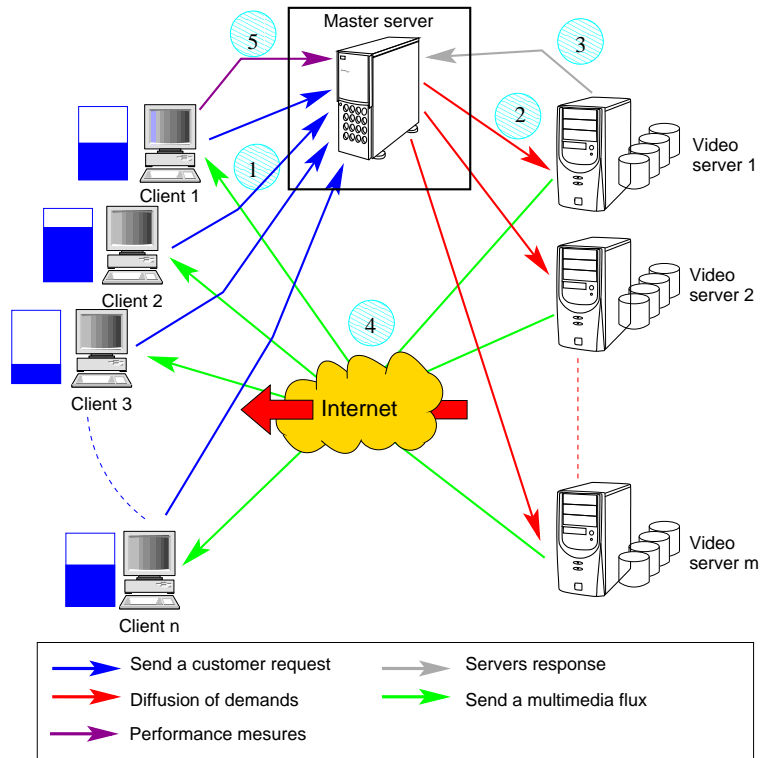 Master server
5
3
2
1
Client 1
Video
server 1
Client 2
Video
server 2
4
Client 3
Internet
Client n
Video
server m
Send a customer request
Servers response
Diffusion of demands
Send a multimedia flux
Performance mesures